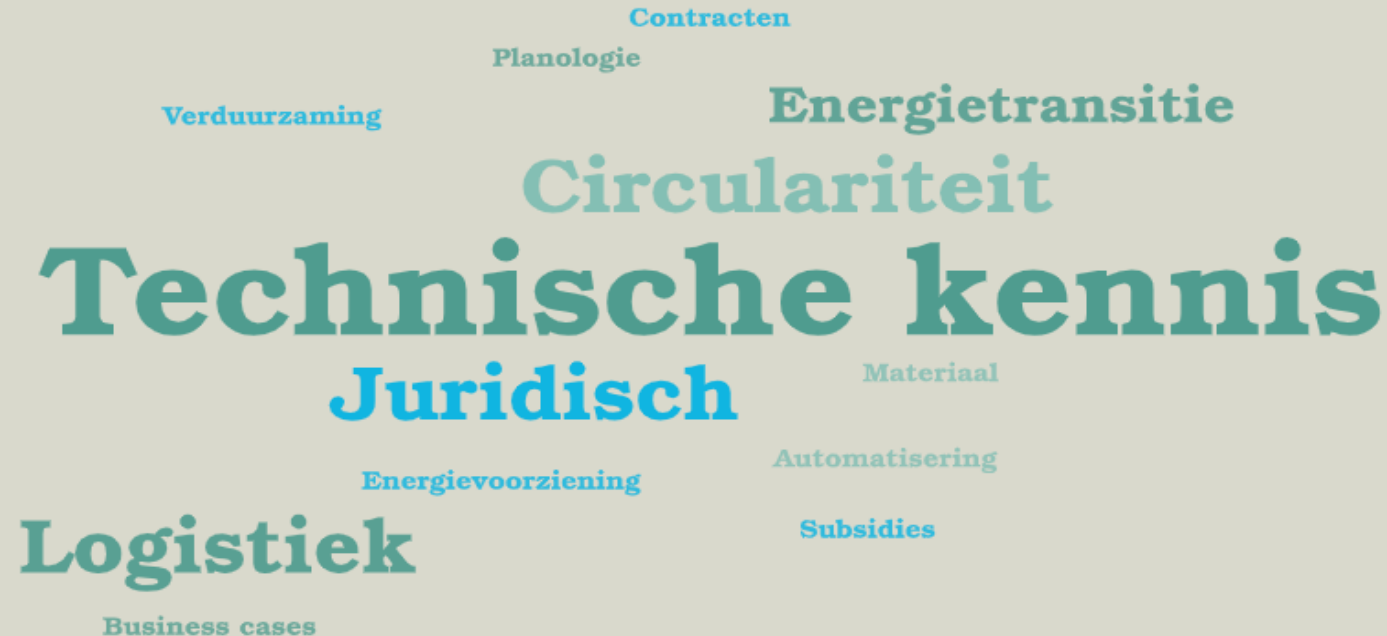 Contracten
Planologie
Energietransitie
Verduurzaming
Circulariteit
Technische kennis
Juridisch
Materiaal
Automatisering
Energievoorziening
Subsidies
Logistiek
Business cases